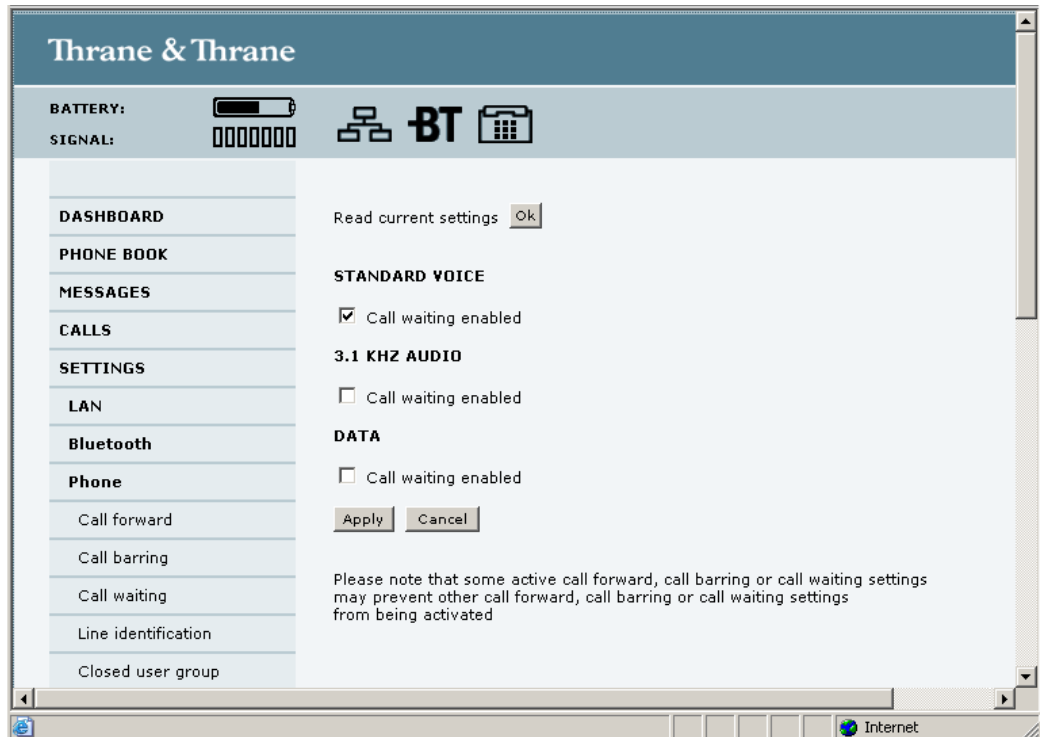 Thrane & Thrane
BATTERY:
SIGNAL:
BT
DASHBOARD
PHONE BOOK
MESSAGES
CALLS
SETTINGS
LAN
Bluetooth
Phone
Call forward
Call barring
Call waiting
Line identification
Closed user group
Read current settings Ok
STANDARD VOICE
Call waiting enabled
3.1 KHZ AUDIO
Call waiting enabled
DATA
Call waiting enabled
Apply Cancel
Please note that some active call forward, call barring or call waiting settings
may prevent other call forward, call barring or call waiting settings
from being activated
Internet